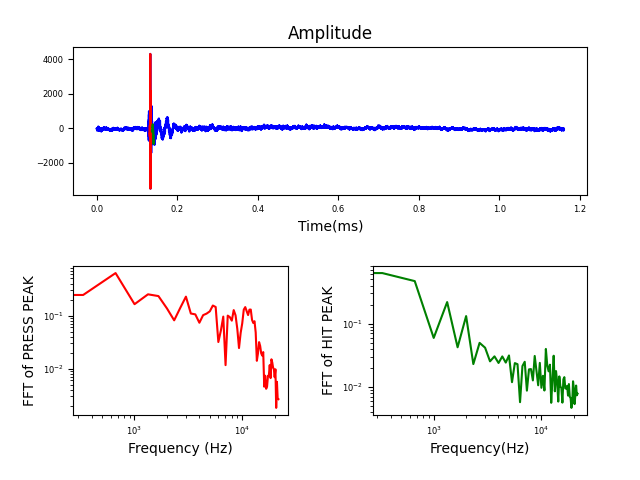 Amplitude
4000
2000
0
−2000
0.0 0.2 0.4 0.6 0.8 1.0 1.2
Time(ms)
FFT of PRESS PEAK
10⁻¹
10⁻²
10³ 10⁴
Frequency (Hz)
FFT of HIT PEAK
10⁻¹
10⁻²
10³ 10⁴
Frequency(Hz)